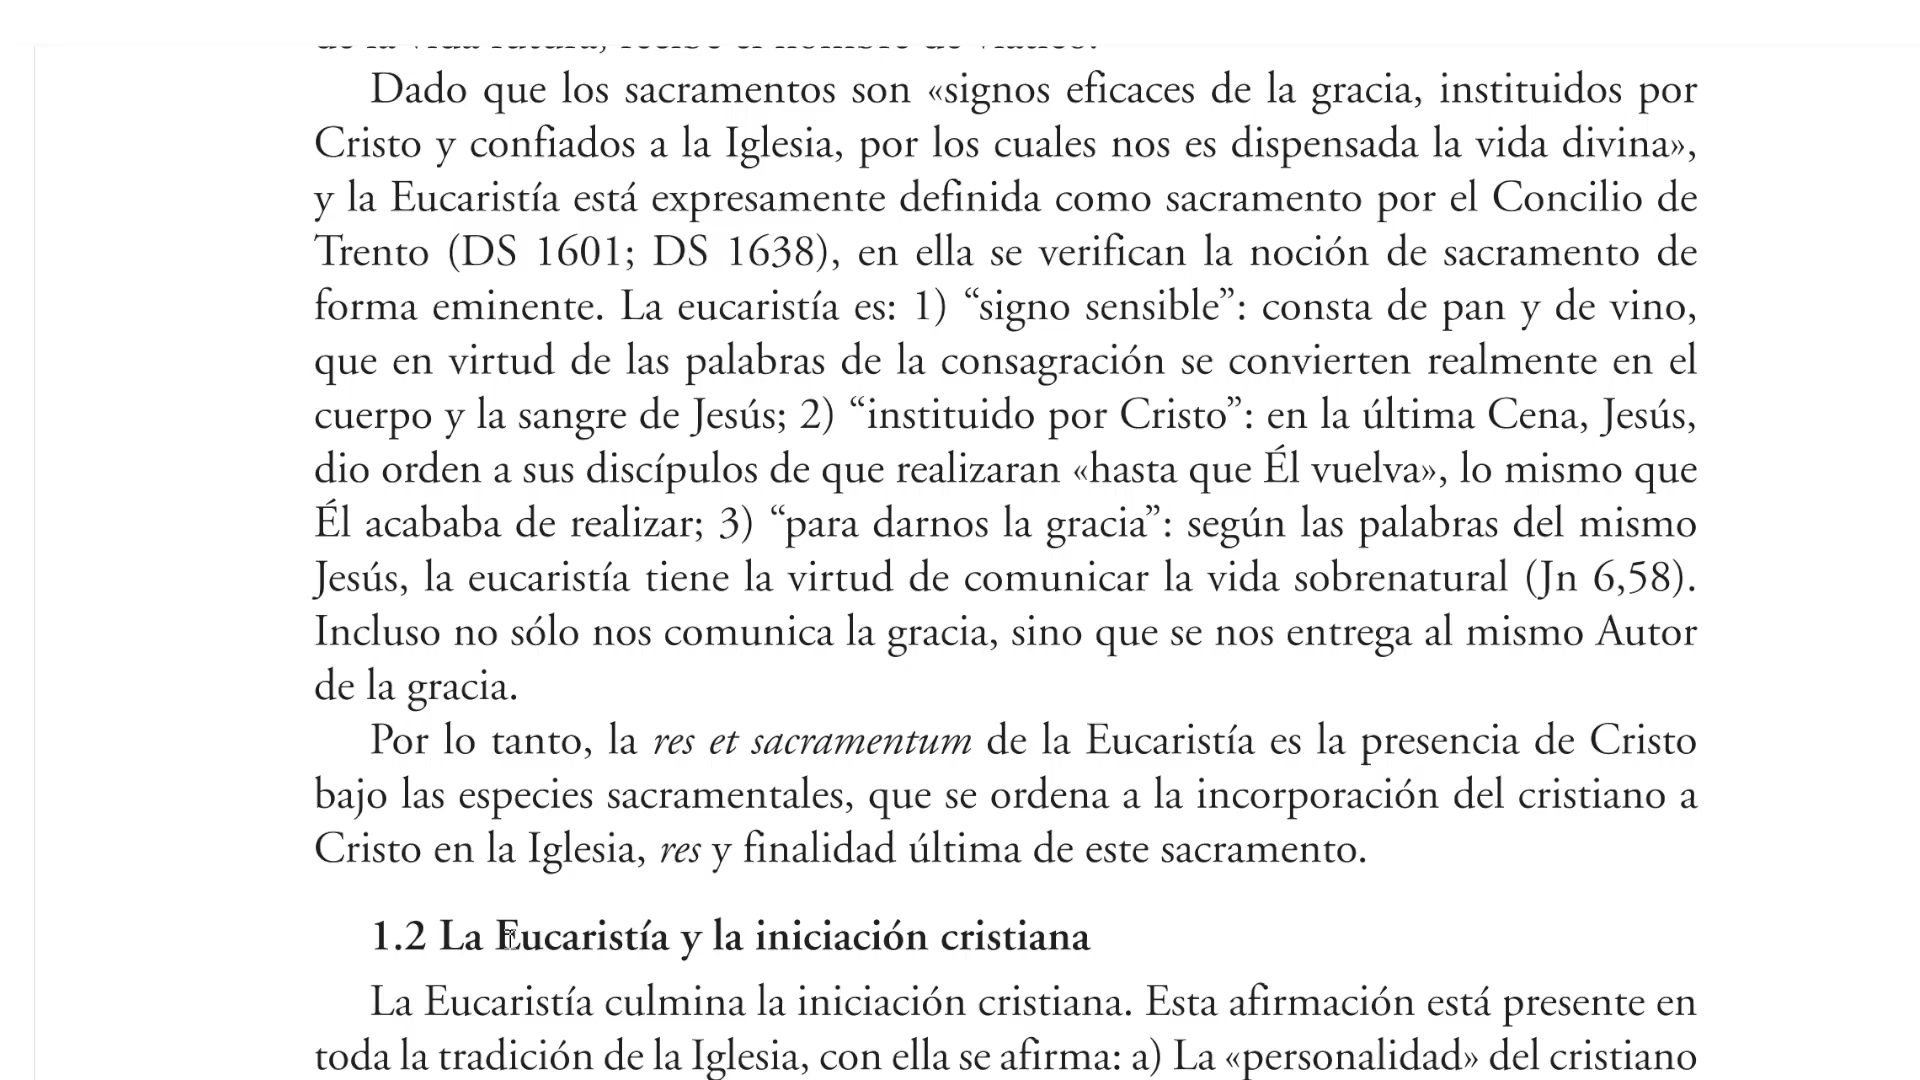 Dado que los sacramentos son «signos eficaces de la gracia, instituidos por
Cristo y confiados a la Iglesia, por los cuales nos es dispensada la vida divina»,
y la Eucaristía está expresamente definida como sacramento por el Concilio de
Trento (DS 1601; DS 1638), en ella se verifican la noción de sacramento de
forma eminente. La eucaristía es: 1) “signo sensible”: consta de pan y de vino,
que en virtud de las palabras de la consagración se convierten realmente en el
cuerpo y la sangre de Jesús; 2) “instituido por Cristo”: en la última Cena, Jesús,
dio orden a sus discípulos de que realizaran «hasta que Él vuelva», lo mismo que
Él acababa de realizar; 3) “para darnos la gracia”: según las palabras del mismo
Jesús, la eucaristía tiene la virtud de comunicar la vida sobrenatural (Jn 6,58).
Incluso no sólo nos comunica la gracia, sino que se nos entrega al mismo Autor
de la gracia.
Por lo tanto, la res et sacramentum de la Eucaristía es la presencia de Cristo
bajo las especies sacramentales, que se ordena a la incorporación del cristiano a
Cristo en la Iglesia, res y finalidad última de este sacramento.
1.2 La Eucaristía y la iniciación cristiana
La Eucaristía culmina la iniciación cristiana. Esta afirmación está presente en
toda la tradición de la Iglesia, con ella se afirma: a) La «personalidad» del cristiano